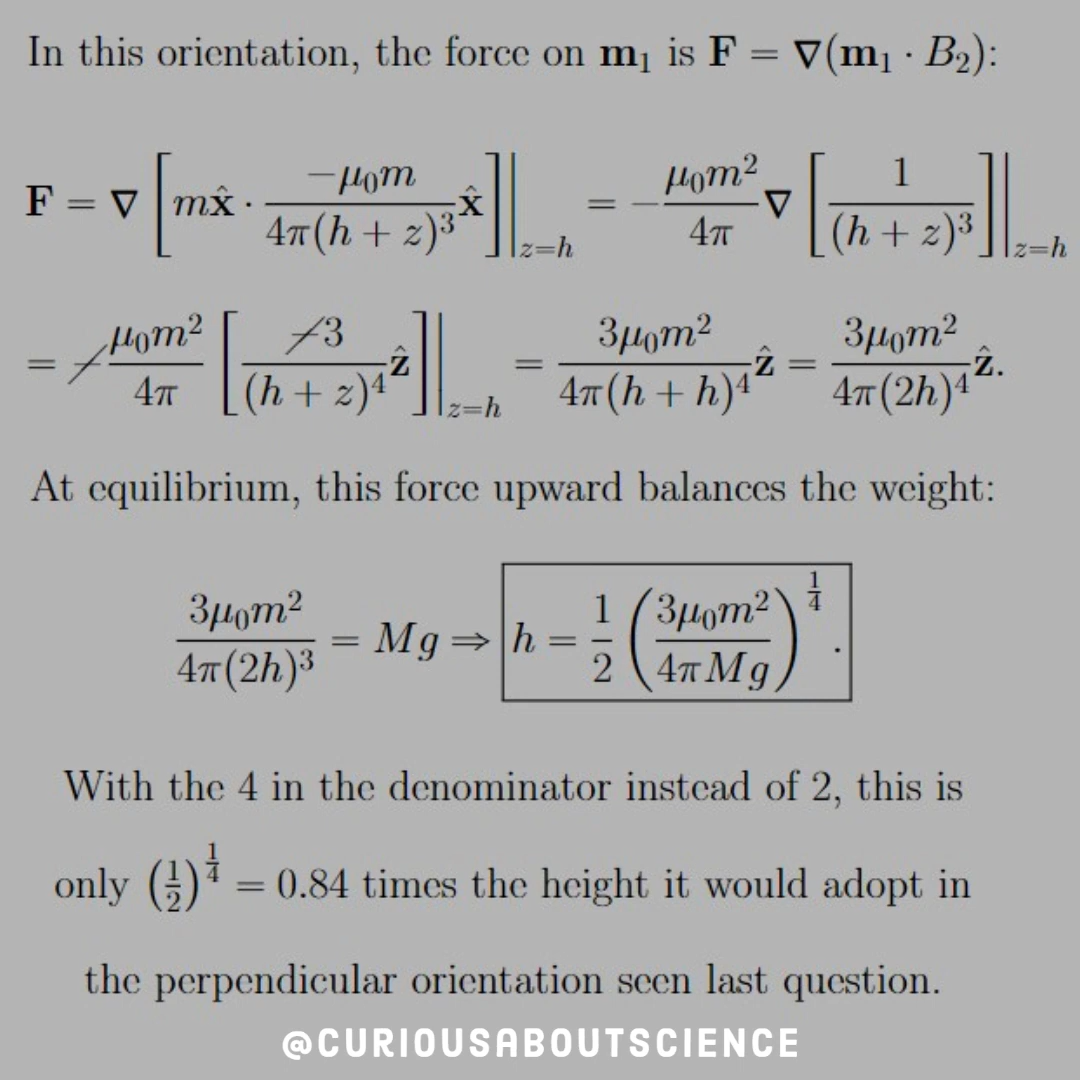 In this orientation, the force on m₁ is F = ∇(m₁ · B₂):
F = ∇ [mx̂ · −μ₀m / 4π(h + z)³ x̂]|z=h = − μ₀m² / 4π ∇ [1 / (h + z)³]|z=h
= −̸ μ₀m² / 4π [−̸3 / (h + z)⁴ ẑ]|z=h = 3μ₀m² / 4π(h + h)⁴ ẑ = 3μ₀m² / 4π(2h)⁴ ẑ.
At equilibrium, this force upward balances the weight:
3μ₀m² / 4π(2h)³ = Mg ⇒ h = 1/2 (3μ₀m² / 4πMg)^(1/4).
With the 4 in the denominator instead of 2, this is
only (1/2)^(1/4) = 0.84 times the height it would adopt in
the perpendicular orientation seen last question.
@CURIOUSABOUTSCIENCE